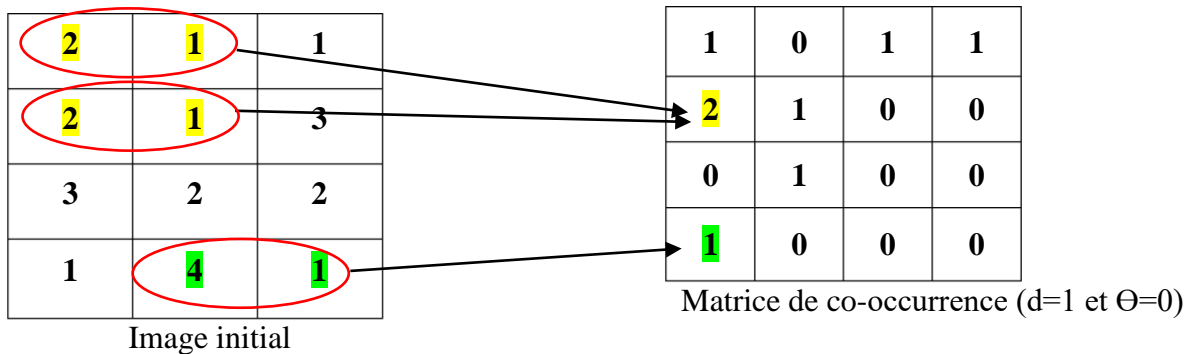 2 1 1
2 1 3
3 2 2
1 4 1
Image initial
1 0 1 1
2 1 0 0
0 1 0 0
1 0 0 0
Matrice de co-occurrence (d=1 et Ɵ=0)